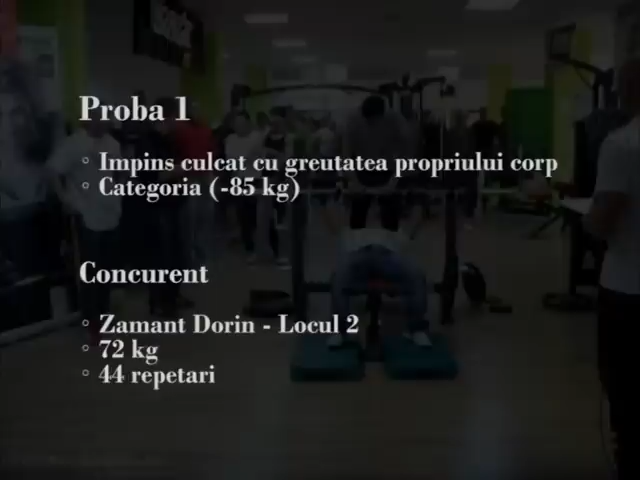 Proba 1
◦ Impins culcat cu greutatea propriului corp
◦ Categoria (-85 kg)
Concurent
◦ Zamant Dorin - Locul 2
◦ 72 kg
◦ 44 repetari